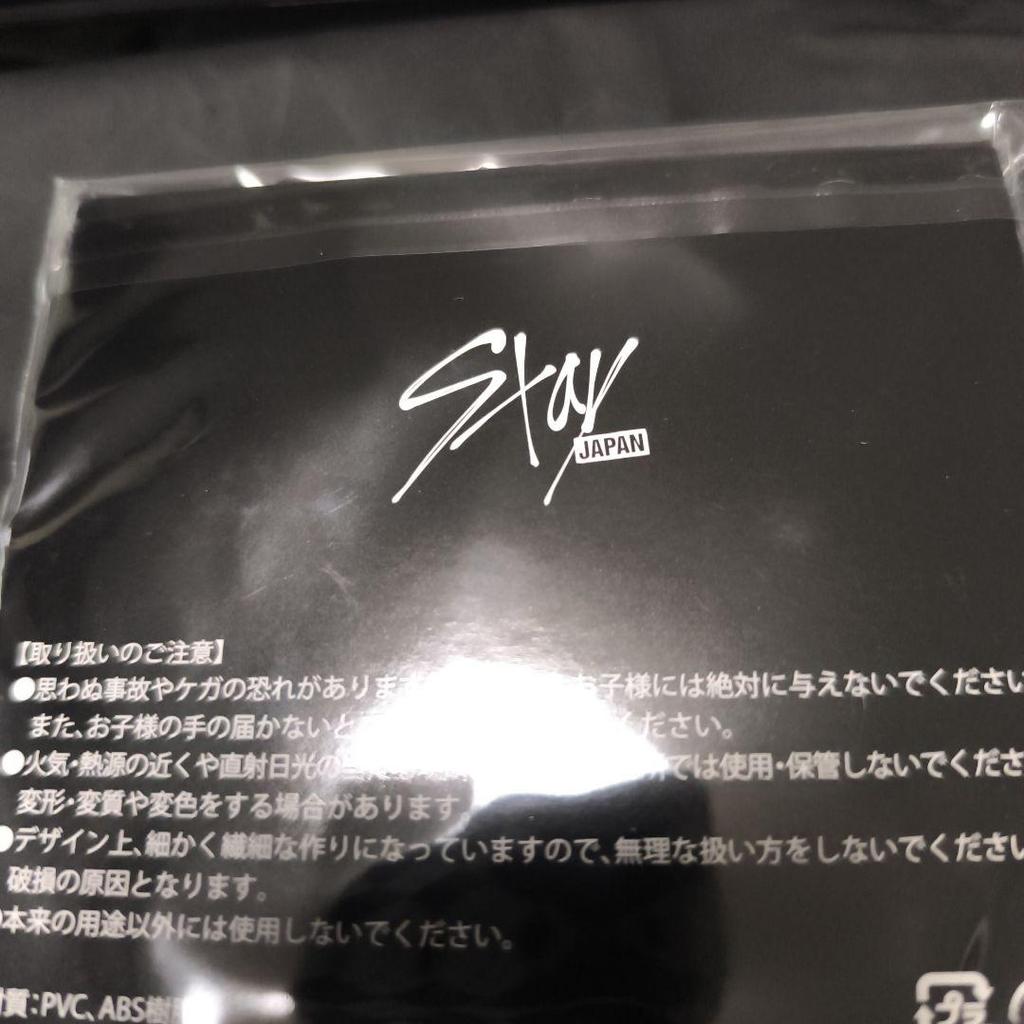 Stay
JAPAN
【取り扱いのご注意】
●思わぬ事故やケガの恐れがありま お子様には絶対に与えないでください
また、お子様の手の届かないと ください。
●火気・熱源の近くや直射日光の では使用・保管しないでくださ
変形・変質や変色をする場合があります。
●デザイン上、細かく繊細な作りになっていますので、無理な扱い方をしないでください
破損の原因となります。
●本来の用途以外には使用しないでください。
質:PVC、ABS樹
プラ